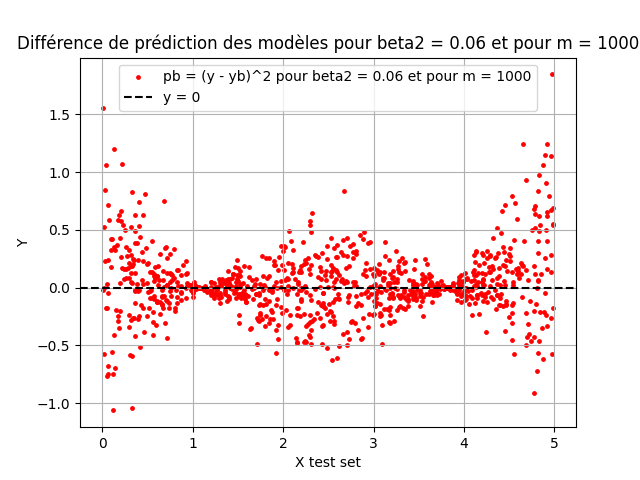 Différence de prédiction des modèles pour beta2 = 0.06 et pour m = 1000
pb = (y - yb)^2 pour beta2 = 0.06 et pour m = 1000
y = 0
Y
1.5
1.0
0.5
0.0
−0.5
−1.0
0 1 2 3 4 5
X test set